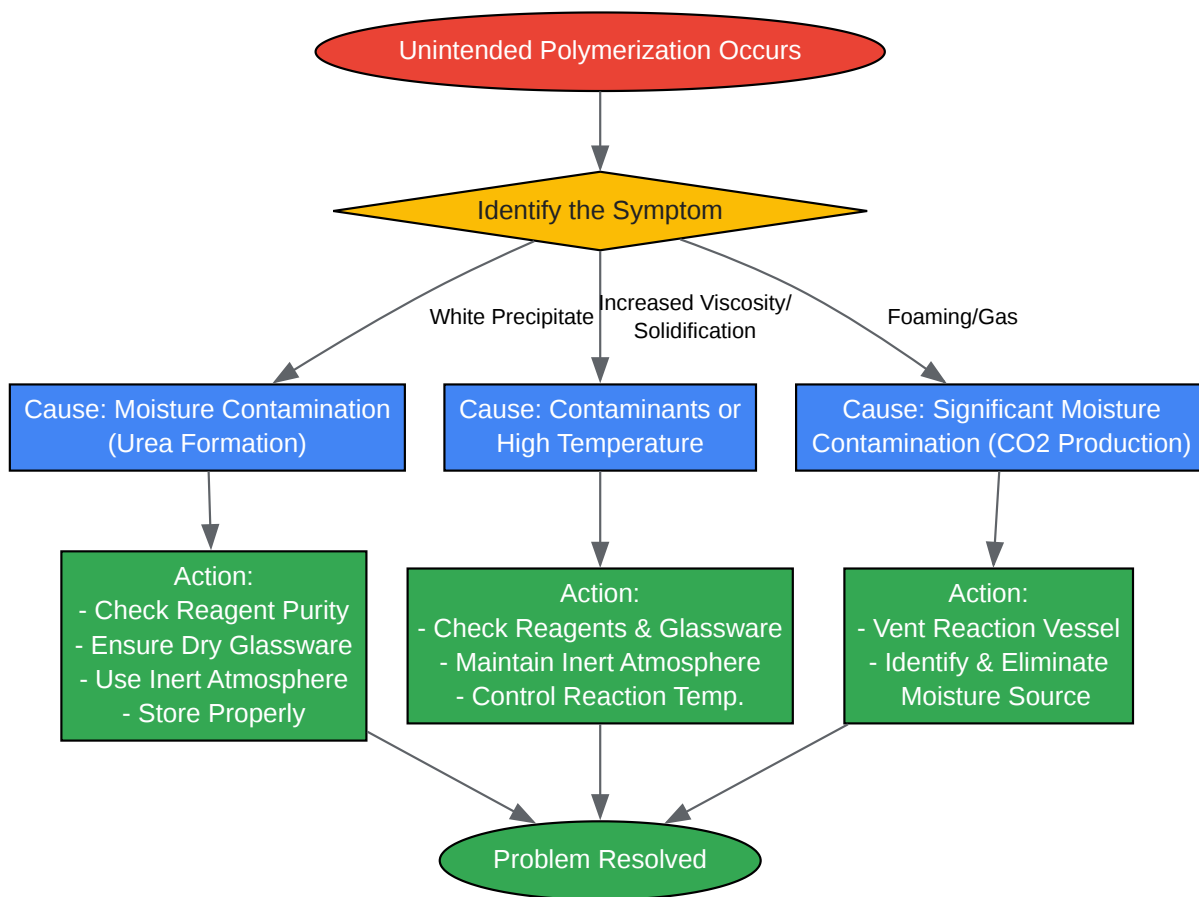 Unintended Polymerization Occurs
Identify the Symptom
White Precipitate
Increased Viscosity/
Solidification
Foaming/Gas
Cause: Moisture Contamination
(Urea Formation)
Cause: Contaminants or
High Temperature
Cause: Significant Moisture
Contamination (CO2 Production)
Action:
- Check Reagent Purity
- Ensure Dry Glassware
- Use Inert Atmosphere
- Store Properly
Action:
- Check Reagents & Glassware
- Maintain Inert Atmosphere
- Control Reaction Temp.
Action:
- Vent Reaction Vessel
- Identify & Eliminate
Moisture Source
Problem Resolved